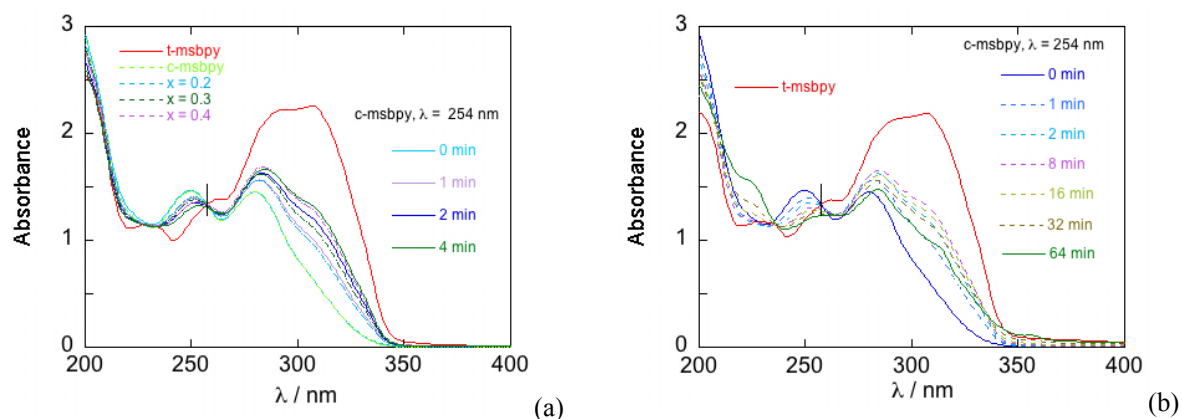 3
2
1
0
200
250
300
350
400
Absorbance
λ / nm
t-msbpy
c-msbpy
x = 0.2
x = 0.3
x = 0.4
c-msbpy, λ = 254 nm
0 min
1 min
2 min
4 min
(a)
3
2
1
0
200
250
300
350
400
Absorbance
λ / nm
t-msbpy
c-msbpy, λ = 254 nm
0 min
1 min
2 min
8 min
16 min
32 min
64 min
(b)